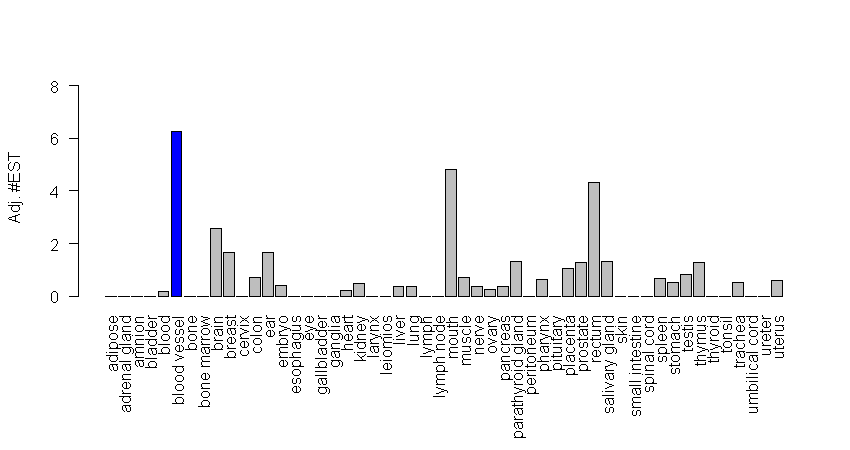 Adj. #EST
8
6
4
2
0
adipose
adrenal gland
amnion
bladder
blood
blood vessel
bone
bone marrow
brain
breast
cervix
colon
ear
embryo
esophagus
eye
gallbladder
ganglia
heart
kidney
larynx
leiomios
liver
lung
lymph
lymph node
mouth
muscle
nerve
ovary
pancreas
parathyroid gland
peritoneum
pharynx
pituitary
placenta
prostate
rectum
salivary gland
skin
small intestine
spinal cord
spleen
stomach
testis
thymus
thyroid
tonsil
trachea
umbilical cord
ureter
uterus